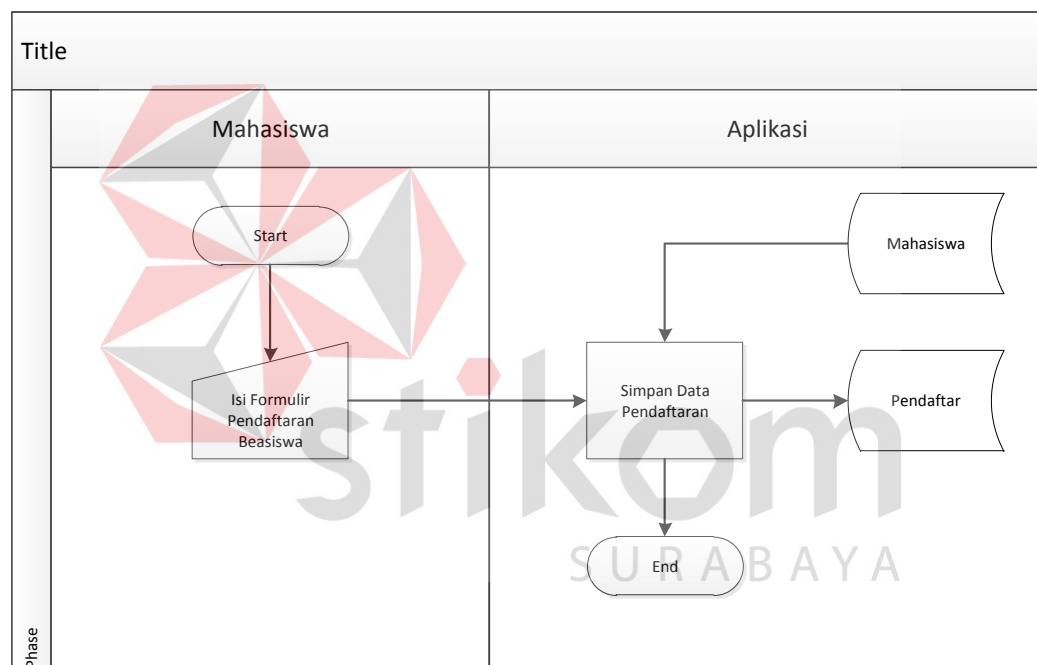 Title
Mahasiswa
Aplikasi
Start
Mahasiswa
Isi Formulir
Pendaftaran
Beasiswa
Simpan Data
Pendaftaran
Pendaftar
End
Phase
stikom
SURABAYA